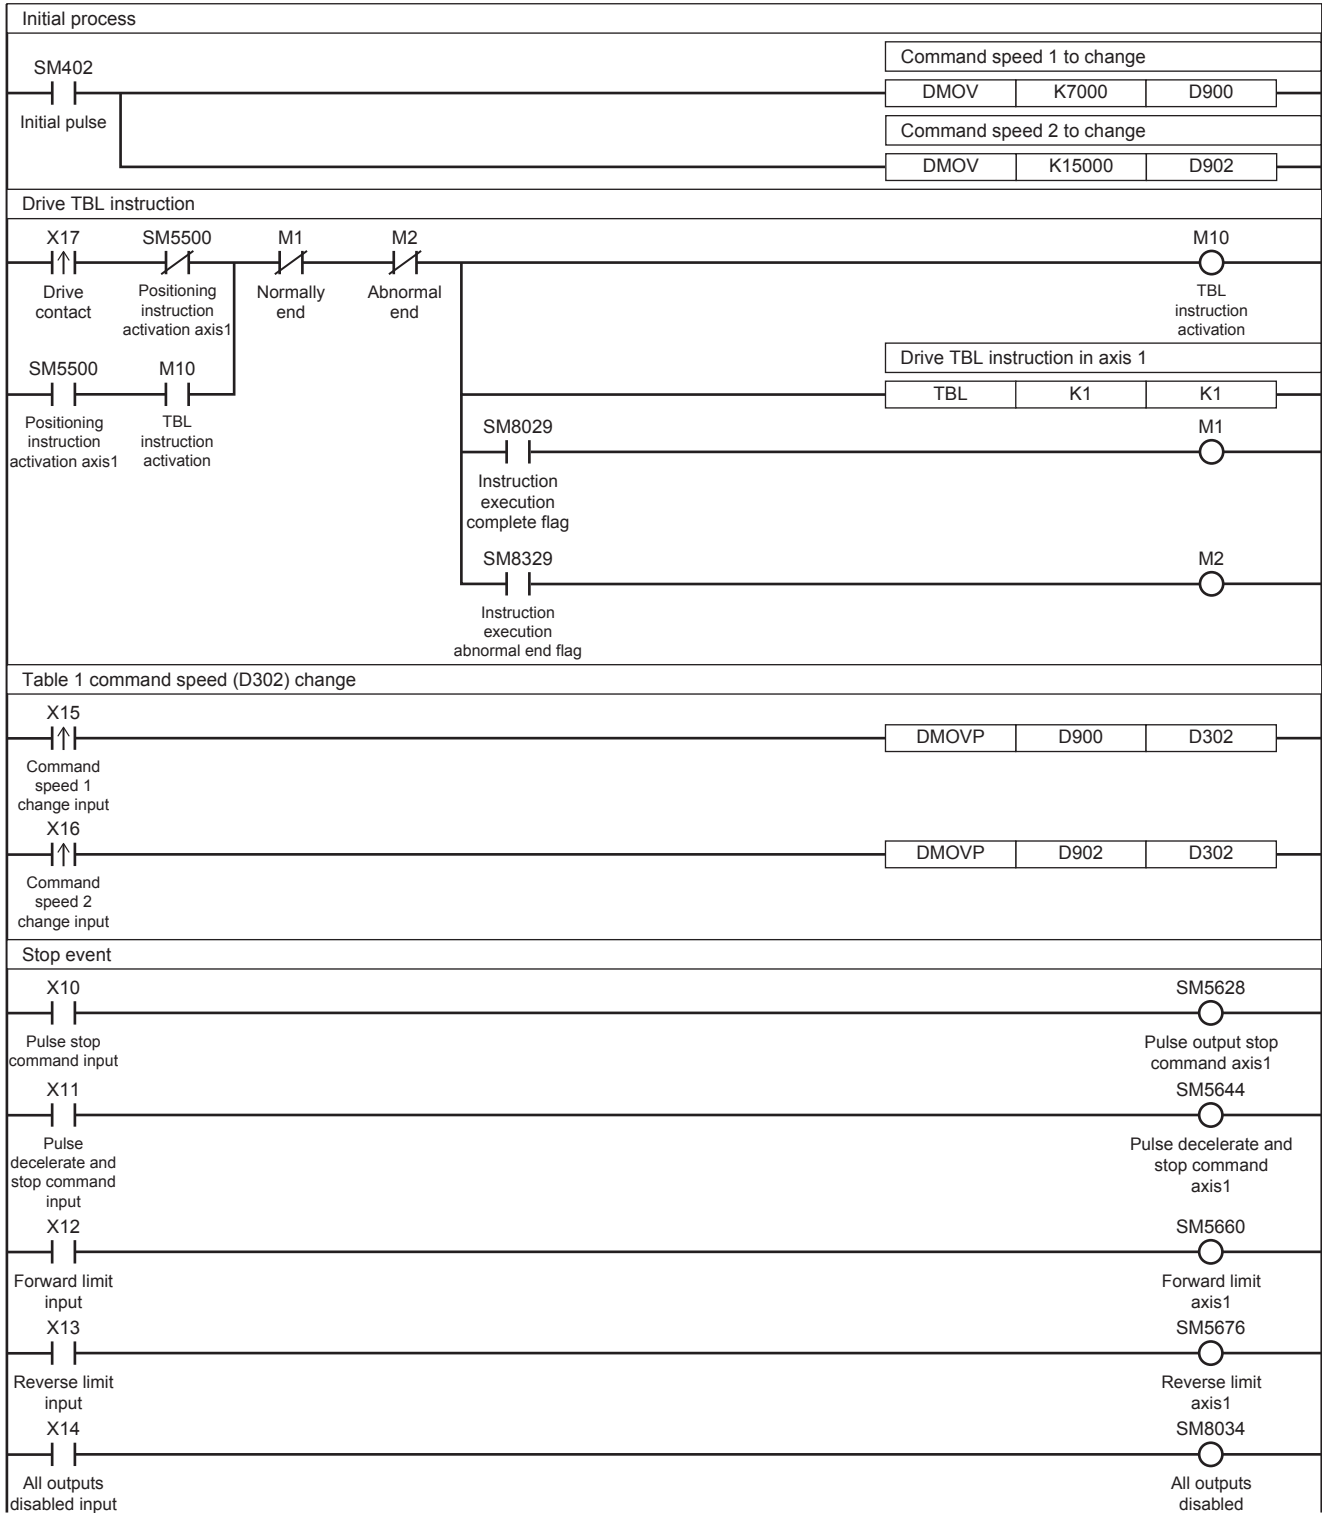 Initial process
SM402
Initial pulse
Command speed 1 to change
DMOV K7000 D900
Command speed 2 to change
DMOV K15000 D902
Drive TBL instruction
X17 SM5500 M1 M2 M10
Drive
contact
Positioning
instruction
activation axis1
Normally
end
Abnormal
end
TBL
instruction
activation
SM5500 M10
Positioning
instruction
activation axis1
TBL
instruction
activation
Drive TBL instruction in axis 1
TBL K1 K1
SM8029 M1
Instruction
execution
complete flag
SM8329 M2
Instruction
execution
abnormal end flag
Table 1 command speed (D302) change
X15
DMOVP D900 D302
Command
speed 1
change input
X16
DMOVP D902 D302
Command
speed 2
change input
Stop event
X10 SM5628
Pulse stop
command input
Pulse output stop
command axis1
X11 SM5644
Pulse
decelerate and
stop command
input
Pulse decelerate and
stop command
axis1
X12 SM5660
Forward limit
input
Forward limit
axis1
X13 SM5676
Reverse limit
input
Reverse limit
axis1
X14 SM8034
All outputs
disabled input
All outputs
disabled